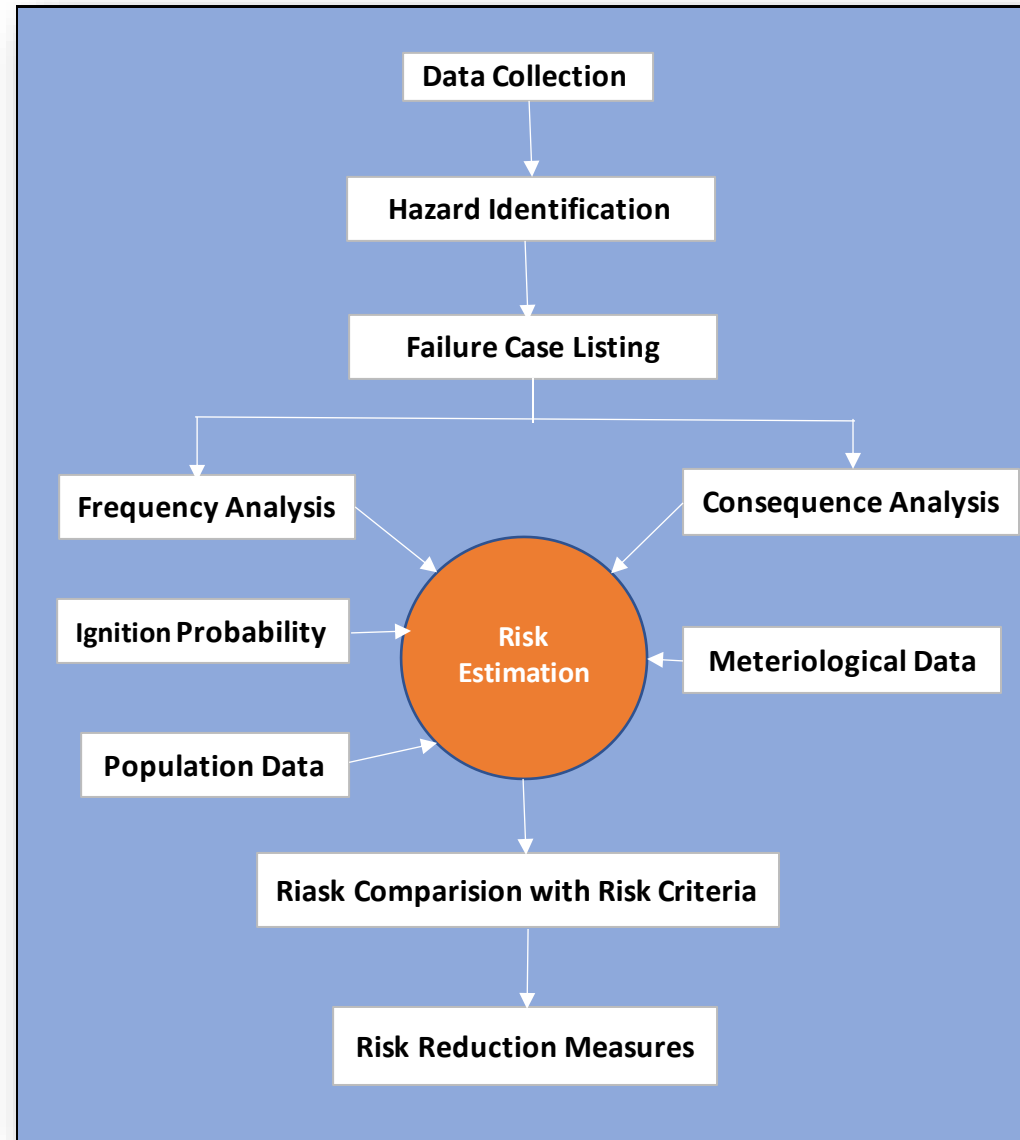 Data Collection
Hazard Identification
Failure Case Listing
Frequency Analysis
Consequence Analysis
Ignition Probability
Risk
Estimation
Meteriological Data
Population Data
Riask Comparision with Risk Criteria
Risk Reduction Measures